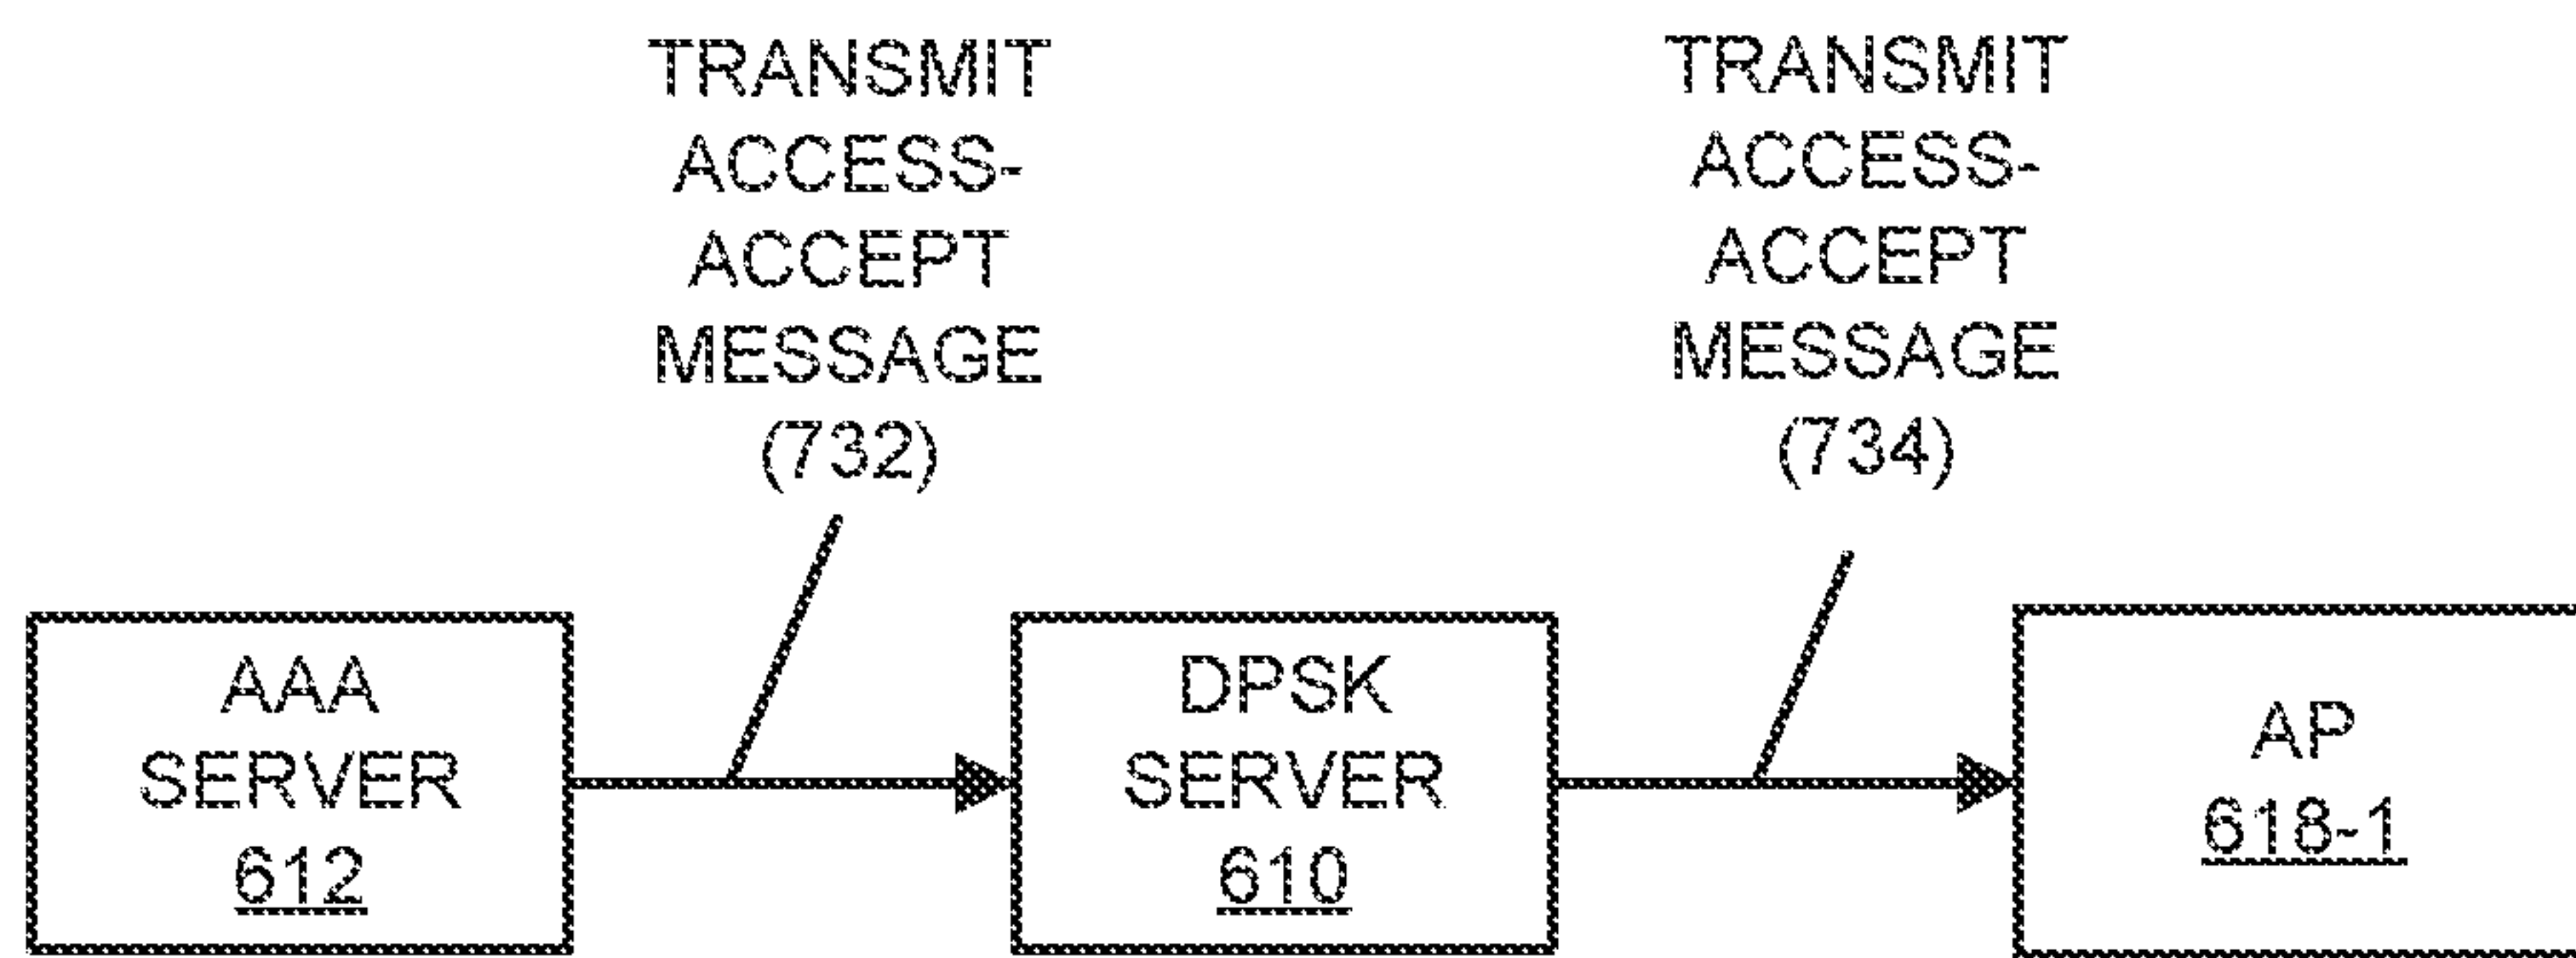 TRANSMIT
ACCESS-
ACCEPT
MESSAGE
(732)
TRANSMIT
ACCESS-
ACCEPT
MESSAGE
(734)
AAA
SERVER
612
DPSK
SERVER
610
AP
618-1